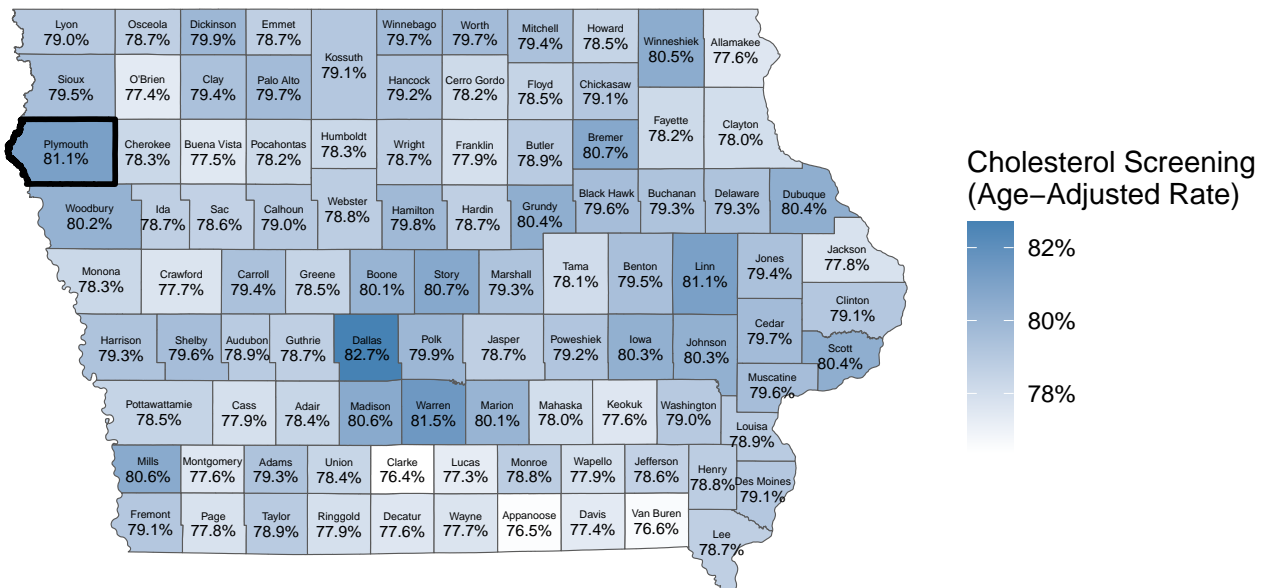 Lyon
79.0%
Osceola
78.7%
Dickinson
79.9%
Emmet
78.7%
Kossuth
79.1%
Winnebago
79.7%
Worth
79.7%
Mitchell
79.4%
Howard
78.5%
Winneshiek
80.5%
Allamakee
77.6%
Sioux
79.5%
O'Brien
77.4%
Clay
79.4%
Palo Alto
79.7%
Hancock
79.2%
Cerro Gordo
78.2%
Floyd
78.5%
Chickasaw
79.1%
Fayette
78.2%
Clayton
78.0%
Plymouth
81.1%
Cherokee
78.3%
Buena Vista
77.5%
Pocahontas
78.2%
Humboldt
78.3%
Wright
78.7%
Franklin
77.9%
Butler
78.9%
Bremer
80.7%
Woodbury
80.2%
Ida
78.7%
Sac
78.6%
Calhoun
79.0%
Webster
78.8%
Hamilton
79.8%
Hardin
78.7%
Grundy
80.4%
Black Hawk
79.6%
Buchanan
79.3%
Delaware
79.3%
Dubuque
80.4%
Monona
78.3%
Crawford
77.7%
Carroll
79.4%
Greene
78.5%
Boone
80.1%
Story
80.7%
Marshall
79.3%
Tama
78.1%
Benton
79.5%
Linn
81.1%
Jones
79.4%
Jackson
77.8%
Clinton
79.1%
Harrison
79.3%
Shelby
79.6%
Audubon
78.9%
Guthrie
78.7%
Dallas
82.7%
Polk
79.9%
Jasper
78.7%
Poweshiek
79.2%
Iowa
80.3%
Johnson
80.3%
Cedar
79.7%
Scott
80.4%
Muscatine
79.6%
Pottawattamie
78.5%
Cass
77.9%
Adair
78.4%
Madison
80.6%
Warren
81.5%
Marion
80.1%
Mahaska
78.0%
Keokuk
77.6%
Washington
79.0%
Louisa
78.9%
Mills
80.6%
Montgomery
77.6%
Adams
79.3%
Union
78.4%
Clarke
76.4%
Lucas
77.3%
Monroe
78.8%
Wapello
77.9%
Jefferson
78.6%
Henry
78.8%
Des Moines
79.1%
Fremont
79.1%
Page
77.8%
Taylor
78.9%
Ringgold
77.9%
Decatur
77.6%
Wayne
77.7%
Appanoose
76.5%
Davis
77.4%
Van Buren
76.6%
Lee
78.7%
Cholesterol Screening
(Age−Adjusted Rate)
82%
80%
78%